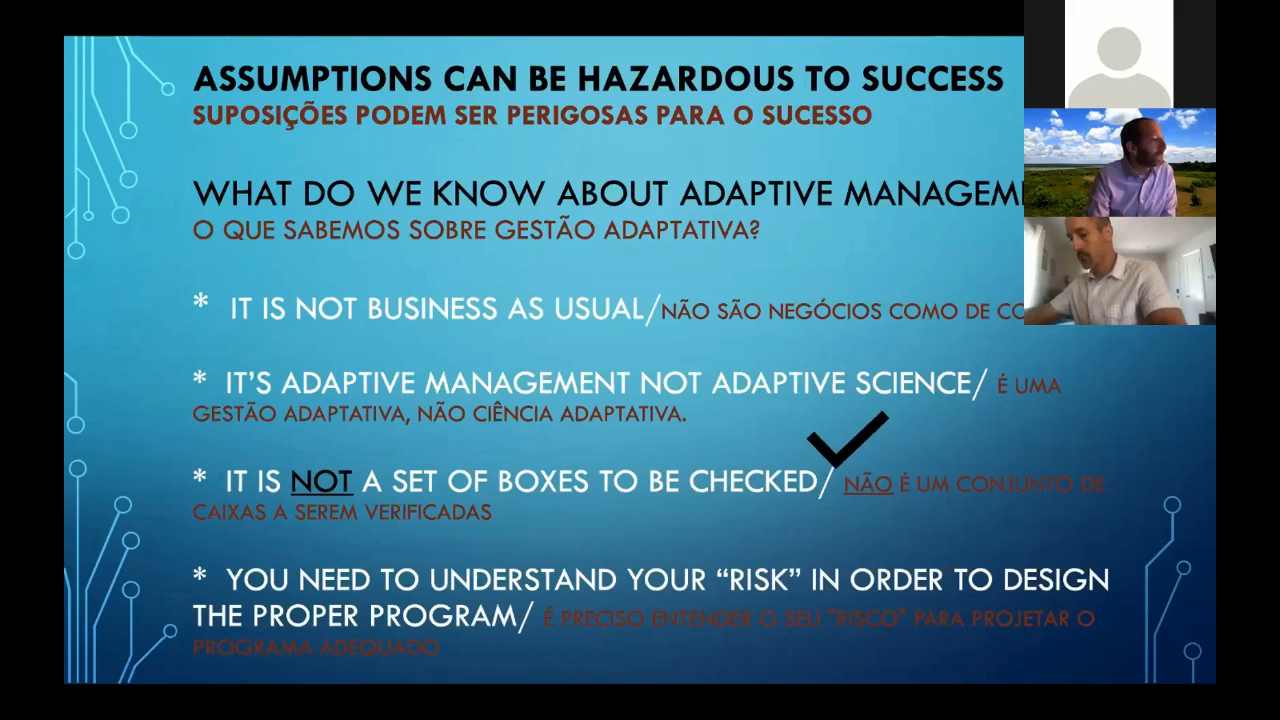 ASSUMPTIONS CAN BE HAZARDOUS TO SUCCESS
SUPOSIÇÕES PODEM SER PERIGOSAS PARA O SUCESSO
WHAT DO WE KNOW ABOUT ADAPTIVE
O QUE SABEMOS SOBRE GESTÃO ADAPTATIVA?
* IT IS NOT BUSINESS AS USUAL/NÃO SÃO NEGÓCIOS COMO DE
* IT’S ADAPTIVE MANAGEMENT NOT ADAPTIVE SCIENCE/ É UMA
GESTÃO ADAPTATIVA, NÃO CIÊNCIA ADAPTATIVA.
* IT IS NOT A SET OF BOXES TO BE CHECKED/ NÃO É UM CONJUNTO DE
CAIXAS A SEREM VERIFICADAS
* YOU NEED TO UNDERSTAND YOUR “RISK” IN ORDER TO DESIGN
THE PROPER PROGRAM/ É PRECISO ENTENDER O SEU "RISCO" PARA PROJETAR O
PROGRAMA ADEQUADO